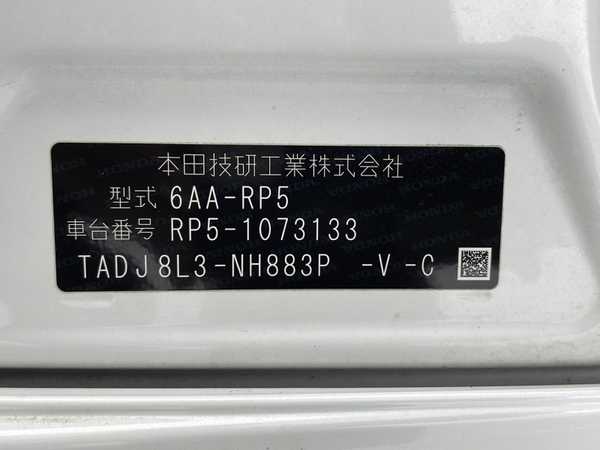 本田技研工業株式会社
型式 6AA-RP5
車台番号 RP5-1073133
TADJ8L3-NH883P -V-C